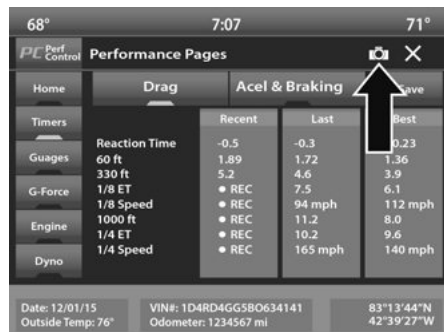 68° 7:07 71°
PC Perf Control Performance Pages
Home Drag Acel & Braking
Timers Recent Last Best
Reaction Time -0.5 -0.3 0.23
60 ft 1.89 1.72 1.36
Guages 330 ft 5.2 4.6 3.9
1/8 ET REC 7.5 6.1
G-Force 1/8 Speed REC 94 mph 112 mph
1000 ft REC 11.2 8.0
Engine 1/4 ET REC 10.2 9.6
1/4 Speed REC 165 mph 140 mph
Dyno
Date: 12/01/15 VIN#: 1D4RD4GG5BO634141 83°13'44"N
Outside Temp: 76° Odometer: 1234567 mi 42°39'27"W